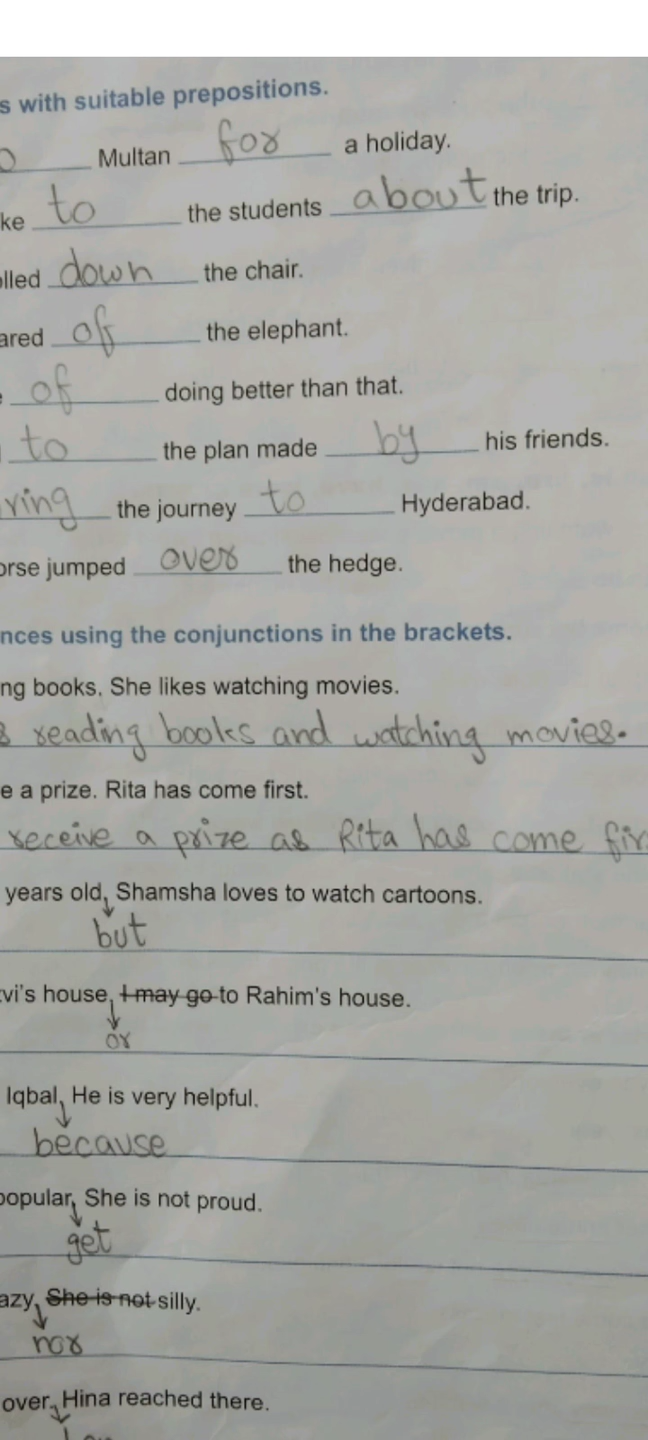 s with suitable prepositions.
Multan for a holiday.
ke to the students about the trip.
lled down the chair.
ared of the elephant.
of doing better than that.
to the plan made by his friends.
ring the journey to Hyderabad.
orse jumped over the hedge.
nces using the conjunctions in the brackets.
ng books. She likes watching movies.
s reading books and watching movies.
e a prize. Rita has come first.
receive a prize as Rita has come fir
years old, Shamsha loves to watch cartoons.
but
vi's house, I may go to Rahim's house.
or
Iqbal, He is very helpful.
because
popular, She is not proud.
get
azy, She is not silly.
nor
over, Hina reached there.